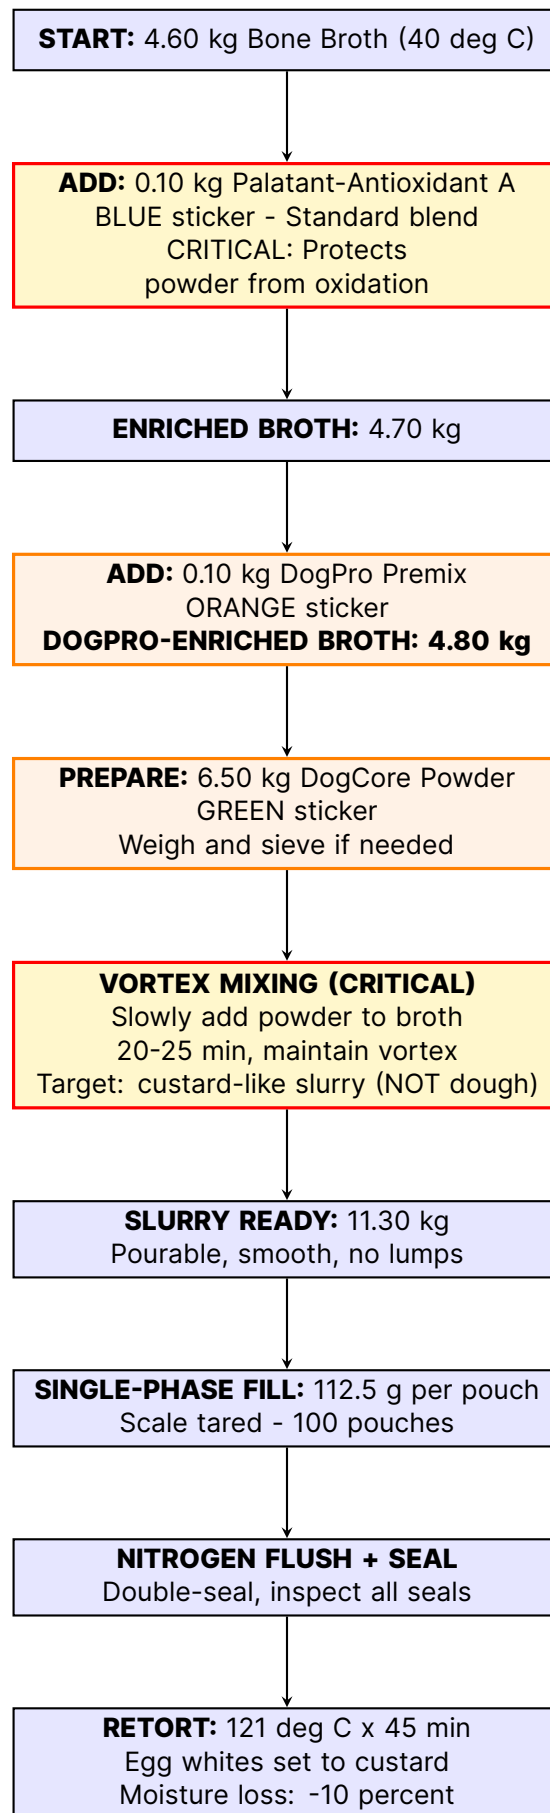 START: 4.60 kg Bone Broth (40 deg C)
ADD: 0.10 kg Palatant-Antioxidant A
BLUE sticker - Standard blend
CRITICAL: Protects
powder from oxidation
ENRICHED BROTH: 4.70 kg
ADD: 0.10 kg DogPro Premix
ORANGE sticker
DOGPRO-ENRICHED BROTH: 4.80 kg
PREPARE: 6.50 kg DogCore Powder
GREEN sticker
Weigh and sieve if needed
VORTEX MIXING (CRITICAL)
Slowly add powder to broth
20-25 min, maintain vortex
Target: custard-like slurry (NOT dough)
SLURRY READY: 11.30 kg
Pourable, smooth, no lumps
SINGLE-PHASE FILL: 112.5 g per pouch
Scale tared - 100 pouches
NITROGEN FLUSH + SEAL
Double-seal, inspect all seals
RETORT: 121 deg C x 45 min
Egg whites set to custard
Moisture loss: -10 percent